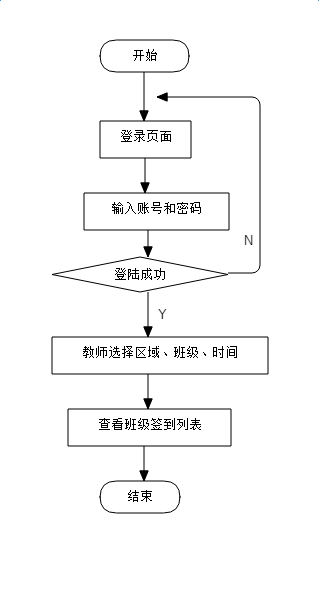 开始
登录页面
输入账号和密码
N
登陆成功
Y
教师选择区域、班级、时间
查看班级签到列表
结束